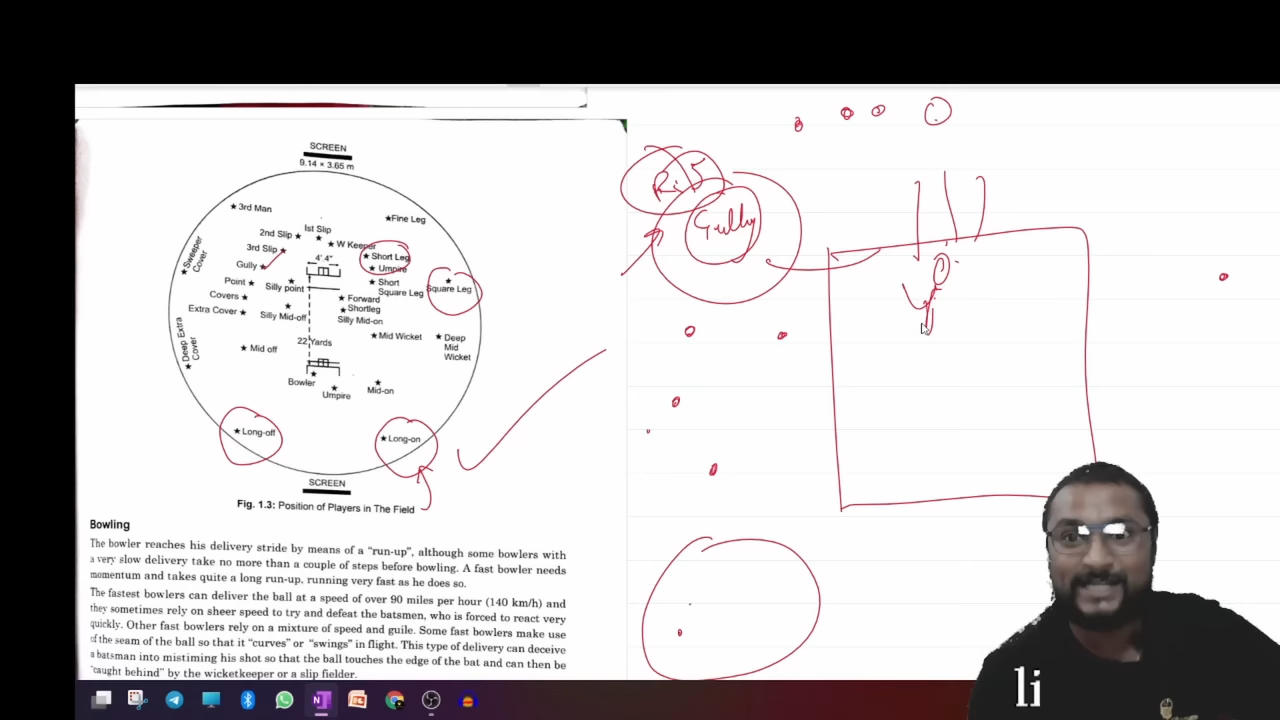 SCREEN
9.14 × 3.65 m
3rd Man
Fine Leg
Ist Slip
2nd Slip
W Keeper
3rd Slip
4' 4"
Short Leg
Gully
Umpire
Sweeper
Cover
Point
Silly point
Short
Square Leg
Square Leg
Covers
Forward
Shortleg
Extra Cover
Silly Mid-off
Silly Mid-on
Mid Wicket
Deep
Mid
Wicket
Deep Extra
Cover
22 Yards
Mid off
Bowler
Umpire
Mid-on
Long-off
Long-on
SCREEN
Fig. 1.3: Position of Players in The Field
Bowling
The bowler reaches his delivery stride by means of a “run-up”, although some bowlers with
a very slow delivery take no more than a couple of steps before bowling. A fast bowler needs
momentum and takes quite a long run-up, running very fast as he does so.
The fastest bowlers can deliver the ball at a speed of over 90 miles per hour (140 km/h) and
they sometimes rely on sheer speed to try and defeat the batsmen, who is forced to react very
quickly. Other fast bowlers rely on a mixture of speed and guile. Some fast bowlers make use
of the seam of the ball so that it “curves” or “swings” in flight. This type of delivery can deceive
a batsman into mistiming his shot so that the ball touches the edge of the bat and can then be
“caught behind” by the wicketkeeper or a slip fielder.
Gully
li